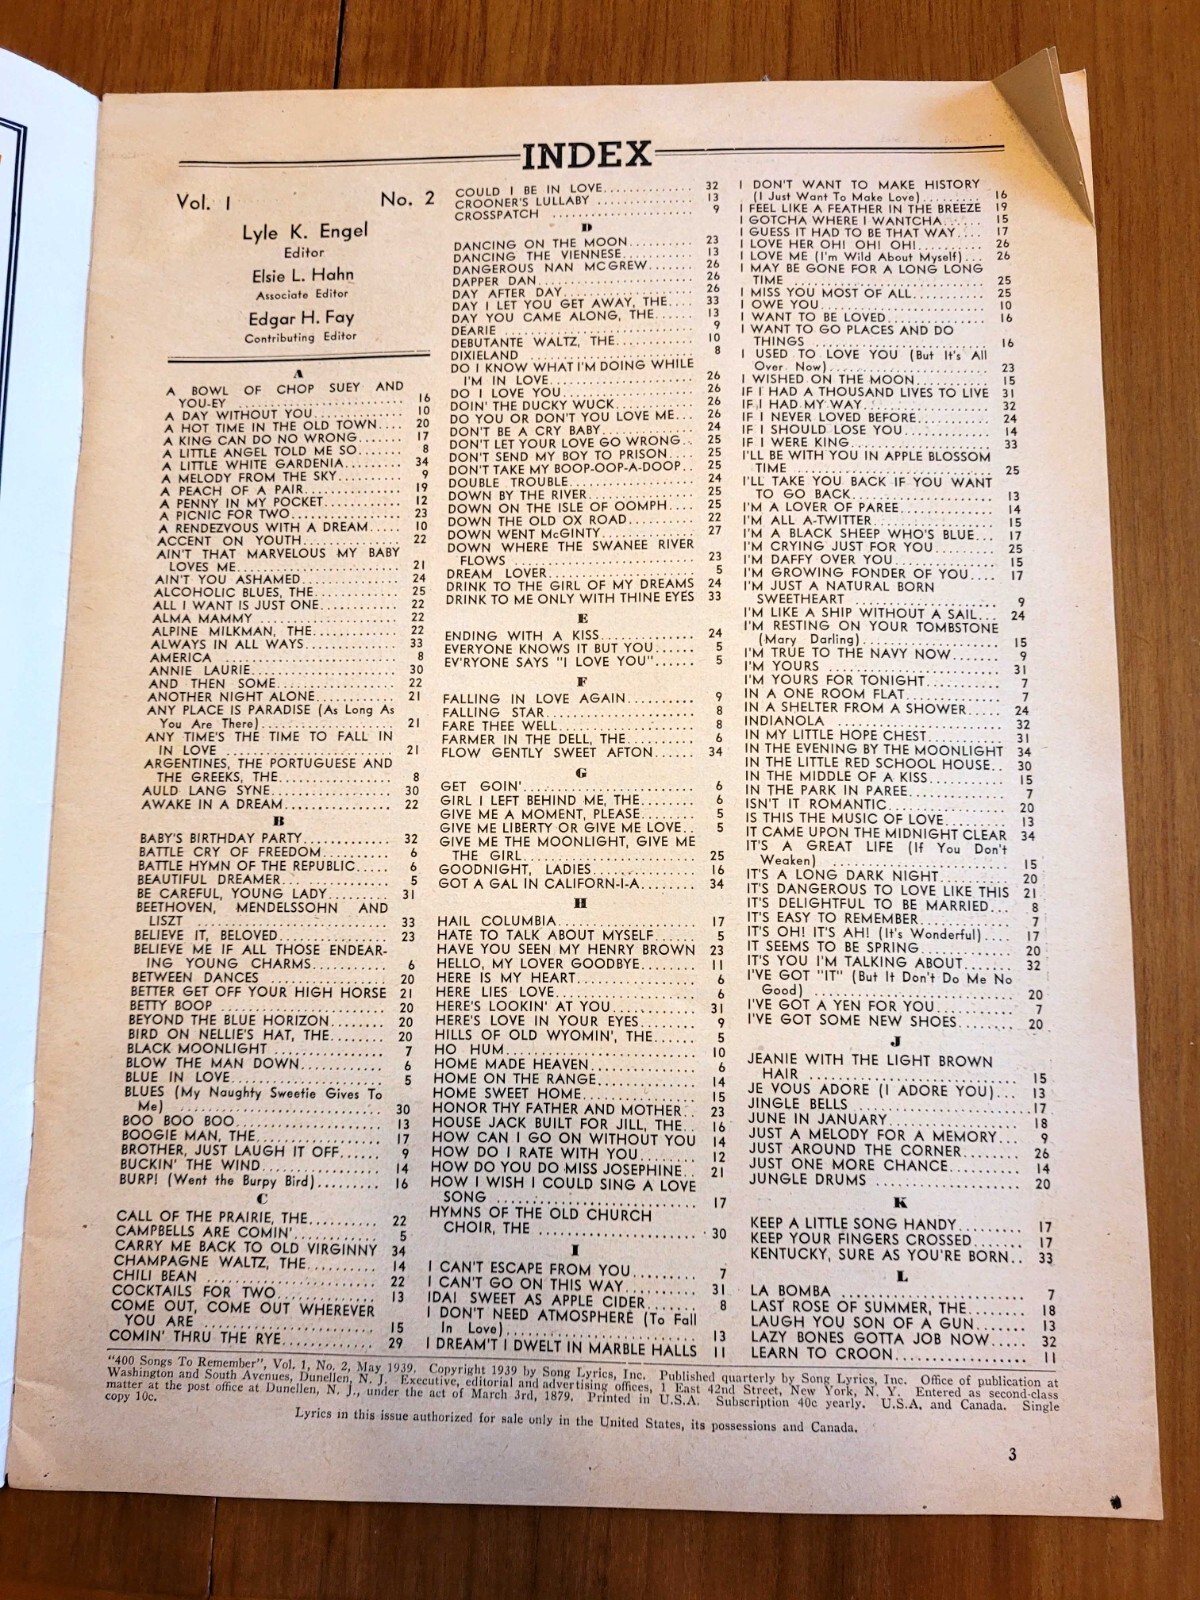 INDEX
Vol. 1 No. 2
Lyle K. Engel
Editor
Elsie L. Hahn
Associate Editor
Edgar H. Fay
Contributing Editor
A
A BOWL OF CHOP SUEY AND
YOU-EY .................... 16
A DAY WITHOUT YOU............ 10
A HOT TIME IN THE OLD TOWN.... 20
A KING CAN DO NO WRONG....... 17
A LITTLE ANGEL TOLD ME SO...... 8
A LITTLE WHITE GARDENIA........ 34
A MELODY FROM THE SKY......... 9
A PEACH OF A PAIR............. 19
A PENNY IN MY POCKET......... 12
A PICNIC FOR TWO.............. 23
A RENDEZVOUS WITH A DREAM..... 10
ACCENT ON YOUTH.............. 22
AIN'T THAT MARVELOUS MY BABY
LOVES ME.................... 21
AIN'T YOU ASHAMED............. 24
ALCOHOLIC BLUES, THE........... 25
ALL I WANT IS JUST ONE......... 22
ALMA MAMMY ................. 22
ALPINE MILKMAN, THE........... 22
ALWAYS IN ALL WAYS........... 33
AMERICA ..................... 8
ANNIE LAURIE.................. 30
AND THEN SOME............... 22
ANOTHER NIGHT ALONE......... 21
ANY PLACE IS PARADISE (As Long As
You Are There)................ 21
ANY TIME'S THE TIME TO FALL IN
IN LOVE .................... 21
ARGENTINES, THE PORTUGUESE AND
THE GREEKS, THE.............. 8
AULD LANG SYNE............... 30
AWAKE IN A DREAM............ 22
B
BABY'S BIRTHDAY PARTY.......... 32
BATTLE CRY OF FREEDOM......... 6
BATTLE HYMN OF THE REPUBLIC.... 6
BEAUTIFUL DREAMER............. 5
BE CAREFUL, YOUNG LADY........ 31
BEETHOVEN, MENDELSSOHN AND
LISZT ....................... 33
BELIEVE IT, BELOVED............. 23
BELIEVE ME IF ALL THOSE ENDEAR-
ING YOUNG CHARMS........... 6
BETWEEN DANCES .............. 20
BETTER GET OFF YOUR HIGH HORSE 21
BETTY BOOP ................... 20
BEYOND THE BLUE HORIZON...... 20
BIRD ON NELLIE'S HAT, THE....... 20
BLACK MOONLIGHT ............. 7
BLOW THE MAN DOWN........... 6
BLUE IN LOVE.................. 5
BLUES (My Naughty Sweetie Gives To
Me) ........................ 30
BOO BOO BOO................. 13
BOOGIE MAN, THE.............. 17
BROTHER, JUST LAUGH IT OFF..... 9
BUCKIN' THE WIND.............. 14
BURP! (Went the Burpy Bird)........ 16
C
CALL OF THE PRAIRIE, THE........ 22
CAMPBELLS ARE COMIN'.......... 5
CARRY ME BACK TO OLD VIRGINNY 34
CHAMPAGNE WALTZ, THE......... 14
CHILI BEAN ................... 22
COCKTAILS FOR TWO............ 13
COME OUT, COME OUT WHEREVER
YOU ARE ................... 15
COMIN' THRU THE RYE........... 29
COULD I BE IN LOVE............ 32
CROONER'S LULLABY ............ 13
CROSSPATCH .................. 9
D
DANCING ON THE MOON........ 23
DANCING THE VIENNESE......... 13
DANGEROUS NAN MCGREW...... 26
DAPPER DAN.................. 26
DAY AFTER DAY................ 26
DAY I LET YOU GET AWAY, THE... 33
DAY YOU CAME ALONG, THE..... 13
DEARIE ....................... 9
DEBUTANTE WALTZ, THE.......... 10
DIXIELAND .................... 8
DO I KNOW WHAT I'M DOING WHILE
I'M IN LOVE................. 26
DO I LOVE YOU................ 26
DOIN' THE DUCKY WUCK........ 26
DO YOU OR DON'T YOU LOVE ME.. 26
DON'T BE A CRY BABY.......... 24
DON'T LET YOUR LOVE GO WRONG.. 25
DON'T SEND MY BOY TO PRISON... 25
DON'T TAKE MY BOOP-OOP-A-DOOP.. 25
DOUBLE TROUBLE............... 24
DOWN BY THE RIVER............ 25
DOWN ON THE ISLE OF OOMPH... 25
DOWN THE OLD OX ROAD....... 22
DOWN WENT McGINTY.......... 27
DOWN WHERE THE SWANEE RIVER
FLOWS ..................... 23
DREAM LOVER.................. 5
DRINK TO THE GIRL OF MY DREAMS 24
DRINK TO ME ONLY WITH THINE EYES 33
E
ENDING WITH A KISS............ 24
EVERYONE KNOWS IT BUT YOU.... 5
EV'RYONE SAYS "I LOVE YOU"..... 5
F
FALLING IN LOVE AGAIN......... 9
FALLING STAR.................. 8
FARE THEE WELL................ 8
FARMER IN THE DELL, THE........ 6
FLOW GENTLY SWEET AFTON..... 34
G
GET GOIN'.................... 6
GIRL I LEFT BEHIND ME, THE...... 6
GIVE ME A MOMENT, PLEASE..... 5
GIVE ME LIBERTY OR GIVE ME LOVE.. 5
GIVE ME THE MOONLIGHT, GIVE ME
THE GIRL.................... 25
GOODNIGHT, LADIES............ 16
GOT A GAL IN CALIFORN-I-A...... 34
H
HAIL COLUMBIA................ 17
HATE TO TALK ABOUT MYSELF.... 5
HAVE YOU SEEN MY HENRY BROWN 23
HELLO, MY LOVER GOODBYE...... 11
HERE IS MY HEART.............. 6
HERE LIES LOVE................. 6
HERE'S LOOKIN' AT YOU......... 31
HERE'S LOVE IN YOUR EYES...... 9
HILLS OF OLD WYOMIN', THE...... 5
HO HUM...................... 10
HOME MADE HEAVEN............ 6
HOME ON THE RANGE........... 14
HOME SWEET HOME............. 15
HONOR THY FATHER AND MOTHER.. 23
HOUSE JACK BUILT FOR JILL, THE... 16
HOW CAN I GO ON WITHOUT YOU 14
HOW DO I RATE WITH YOU...... 12
HOW DO YOU DO MISS JOSEPHINE.. 21
HOW I WISH I COULD SING A LOVE
SONG ...................... 17
HYMNS OF THE OLD CHURCH
CHOIR, THE ................. 30
I
I CAN'T ESCAPE FROM YOU....... 7
I CAN'T GO ON THIS WAY....... 31
IDA! SWEET AS APPLE CIDER...... 8
I DON'T NEED ATMOSPHERE (To Fall
In Love)..................... 13
I DREAM'T I DWELT IN MARBLE HALLS 11
I DON'T WANT TO MAKE HISTORY
(I Just Want To Make Love)....... 16
I FEEL LIKE A FEATHER IN THE BREEZE 19
I GOTCHA WHERE I WANTCHA..... 15
I GUESS IT HAD TO BE THAT WAY.... 17
I LOVE HER OH! OH! OH!......... 26
I LOVE ME (I'm Wild About Myself)... 26
I MAY BE GONE FOR A LONG LONG
TIME ....................... 25
I MISS YOU MOST OF ALL......... 25
I OWE YOU.................... 10
I WANT TO BE LOVED........... 16
I WANT TO GO PLACES AND DO
THINGS .................... 16
I USED TO LOVE YOU (But It's All
Over Now).................. 23
I WISHED ON THE MOON........ 15
IF I HAD A THOUSAND LIVES TO LIVE 31
IF I HAD MY WAY............... 32
IF I NEVER LOVED BEFORE......... 24
IF I SHOULD LOSE YOU........... 14
IF I WERE KING................. 33
I'LL BE WITH YOU IN APPLE BLOSSOM
TIME ....................... 25
I'LL TAKE YOU BACK IF YOU WANT
TO GO BACK................. 13
I'M A LOVER OF PAREE.......... 14
I'M ALL A-TWITTER.............. 15
I'M A BLACK SHEEP WHO'S BLUE... 17
I'M CRYING JUST FOR YOU....... 25
I'M DAFFY OVER YOU............ 15
I'M GROWING FONDER OF YOU.... 17
I'M JUST A NATURAL BORN
SWEETHEART ................ 9
I'M LIKE A SHIP WITHOUT A SAIL... 24
I'M RESTING ON YOUR TOMBSTONE
(Mary Darling)................ 15
I'M TRUE TO THE NAVY NOW...... 9
I'M YOURS .................... 31
I'M YOURS FOR TONIGHT........ 7
IN A ONE ROOM FLAT........... 7
IN A SHELTER FROM A SHOWER.... 24
INDIANOLA ................... 32
IN MY LITTLE HOPE CHEST........ 31
IN THE EVENING BY THE MOONLIGHT 34
IN THE LITTLE RED SCHOOL HOUSE.. 30
IN THE MIDDLE OF A KISS........ 15
IN THE PARK IN PAREE.......... 7
ISN'T IT ROMANTIC.............. 20
IS THIS THE MUSIC OF LOVE....... 13
IT CAME UPON THE MIDNIGHT CLEAR 34
IT'S A GREAT LIFE (If You Don't
Weaken) .................... 15
IT'S A LONG DARK NIGHT......... 20
IT'S DANGEROUS TO LOVE LIKE THIS 21
IT'S DELIGHTFUL TO BE MARRIED... 8
IT'S EASY TO REMEMBER.......... 7
IT'S OH! IT'S AH! (It's Wonderful).... 17
IT SEEMS TO BE SPRING.......... 20
IT'S YOU I'M TALKING ABOUT...... 32
I'VE GOT "IT" (But It Don't Do Me No
Good) ...................... 20
I'VE GOT A YEN FOR YOU........ 7
I'VE GOT SOME NEW SHOES...... 20
J
JEANIE WITH THE LIGHT BROWN
HAIR ....................... 15
JE VOUS ADORE (I ADORE YOU)... 13
JINGLE BELLS .................. 17
JUNE IN JANUARY............... 18
JUST A MELODY FOR A MEMORY... 9
JUST AROUND THE CORNER....... 26
JUST ONE MORE CHANCE......... 14
JUNGLE DRUMS ................ 20
K
KEEP A LITTLE SONG HANDY...... 17
KEEP YOUR FINGERS CROSSED..... 17
KENTUCKY, SURE AS YOU'RE BORN.. 33
L
LA BOMBA .................... 7
LAST ROSE OF SUMMER, THE...... 18
LAUGH YOU SON OF A GUN..... 13
LAZY BONES GOTTA JOB NOW.... 32
LEARN TO CROON.............. 11
"400 Songs To Remember", Vol. 1, No. 2, May 1939. Copyright 1939 by Song Lyrics, Inc. Published quarterly by Song Lyrics, Inc. Office of publication at
Washington and South Avenues, Dunellen, N. J. Executive, editorial and advertising offices, 1 East 42nd Street, New York, N. Y. Entered as second-class
matter at the post office at Dunellen, N. J., under the act of March 3rd, 1879. Printed in U.S.A. Subscription 40c yearly. U.S.A. and Canada. Single
copy 10c.
Lyrics in this issue authorized for sale only in the United States, its possessions and Canada.
3